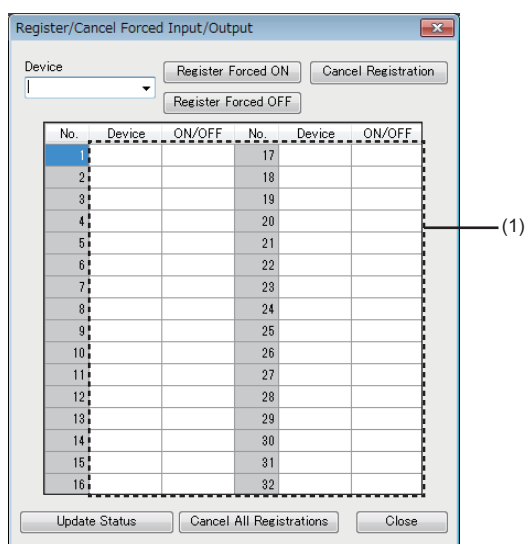 Register/Cancel Forced Input/Output
Device
Register Forced ON
Cancel Registration
Register Forced OFF
No. Device ON/OFF No. Device ON/OFF
1 17
2 18
3 19
4 20
5 21
6 22
7 23
8 24
9 25
10 26
11 27
12 28
13 29
14 30
15 31
16 32
(1)
Update Status Cancel All Registrations Close